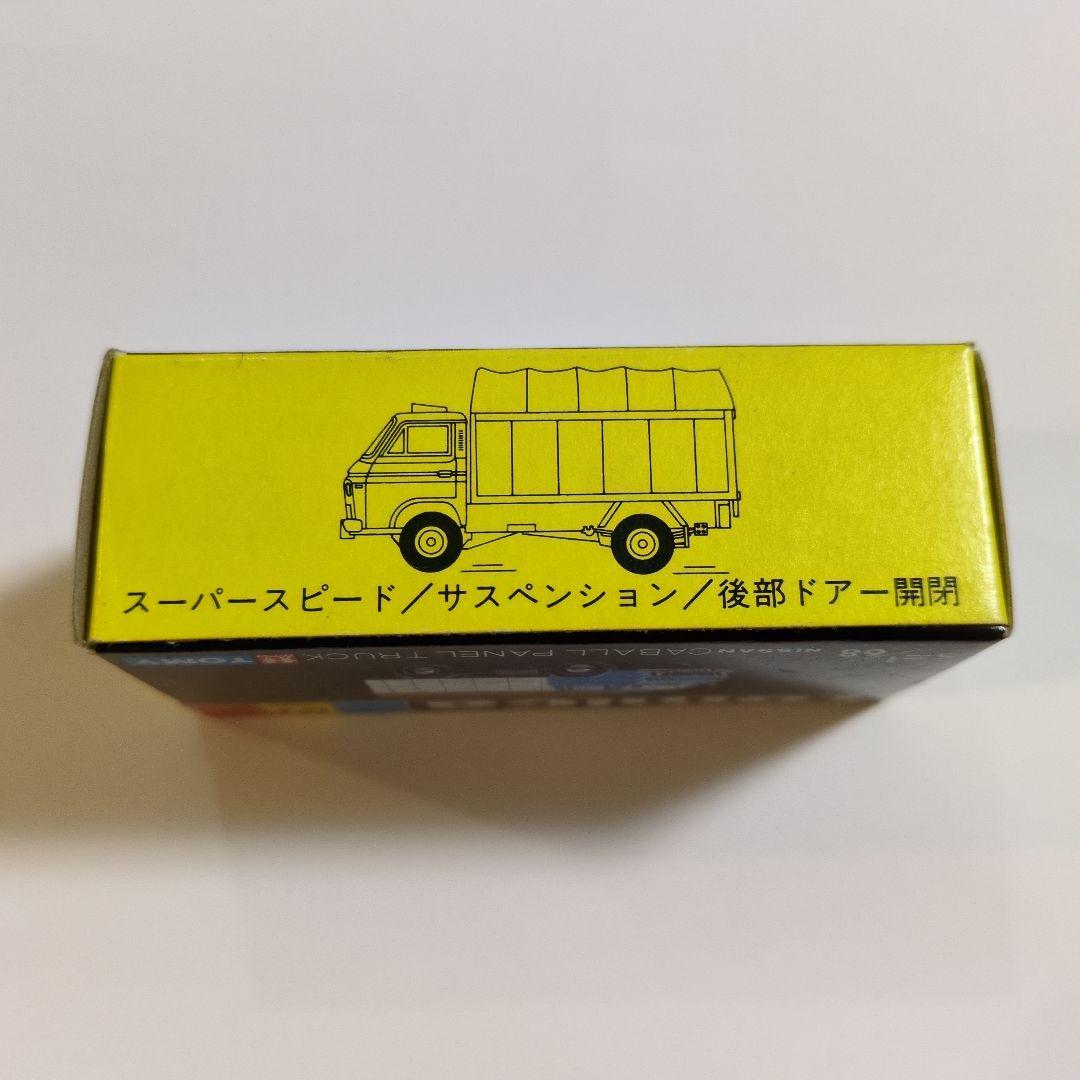 スーパースピード／サスペンション／後部ドアー開閉
68 NISSAN CABALL PANEL TRUCK TOMY